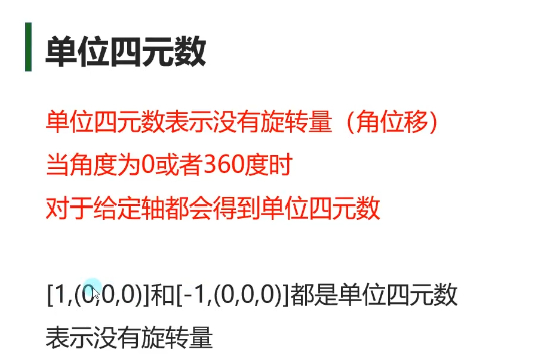 单位四元数
单位四元数表示没有旋转量（角位移）
当角度为0或者360度时
对于给定轴都会得到单位四元数
[1,(0,0,0)]和[-1,(0,0,0)]都是单位四元数
表示没有旋转量